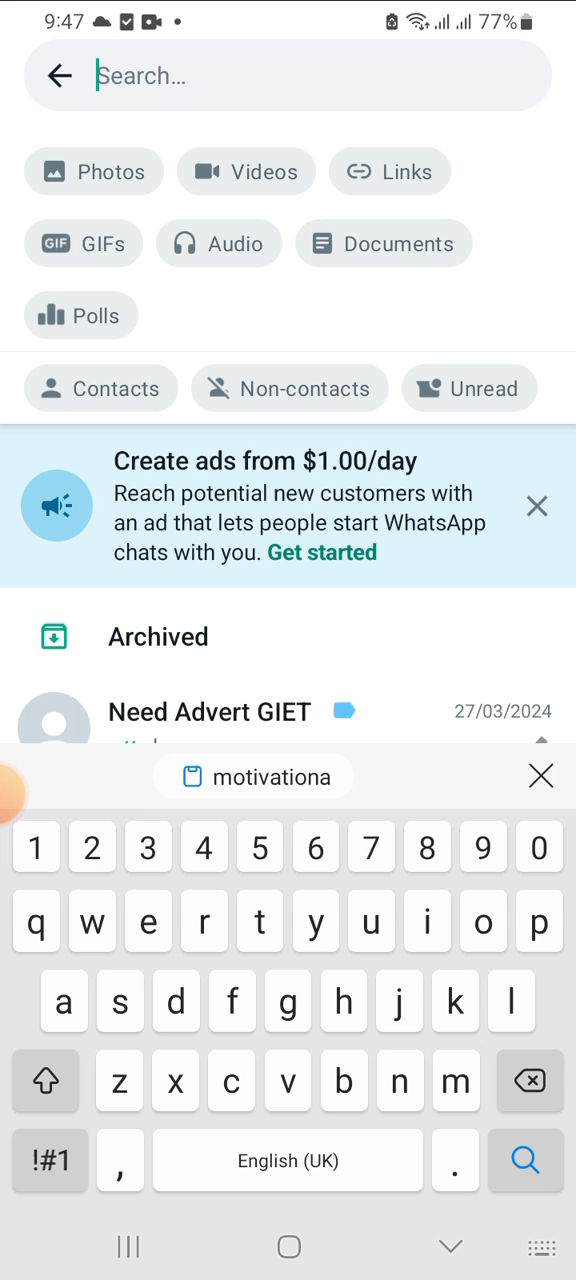 9:47 77%
Search...
Photos Videos Links
GIF GIFs Audio Documents
Polls
Contacts Non-contacts Unread
Create ads from $1.00/day
Reach potential new customers with
an ad that lets people start WhatsApp
chats with you. Get started
Archived
Need Advert GIET 27/03/2024
motivationa
1 2 3 4 5 6 7 8 9 0
q w e r t y u i o p
a s d f g h j k l
z x c v b n m
!#1 , English (UK) .